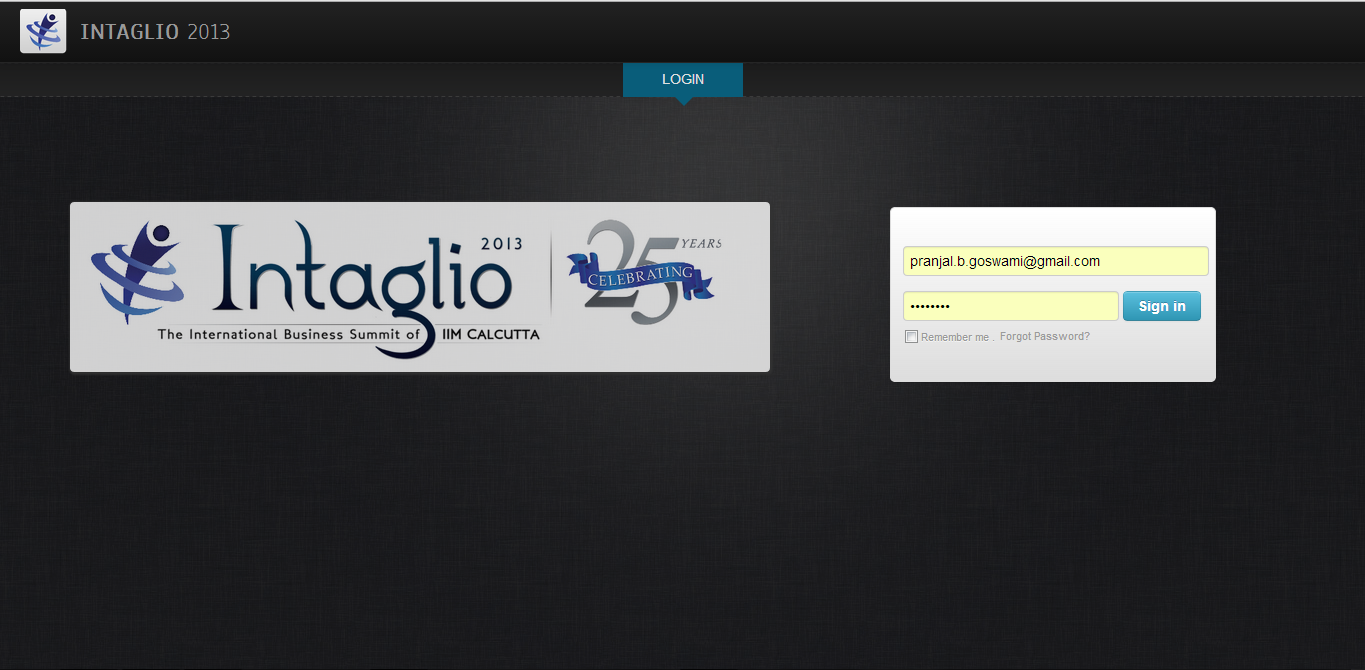 INTAGLIO 2013
LOGIN
Intaglio 2013
25 YEARS
CELEBRATING
The International Business Summit of IIM CALCUTTA
pranjal.b.goswami@gmail.com
•••••••• Sign in
Remember me . Forgot Password?